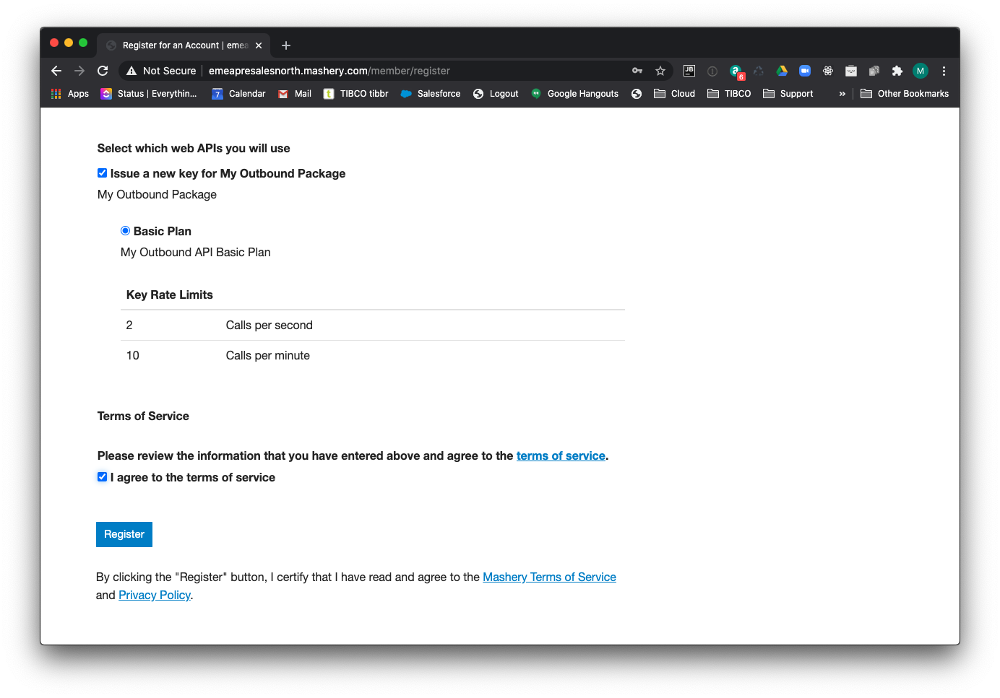 Register for an Account | emea
Not Secure | emeapresalesnorth.mashery.com/member/register
JB
a
6
M
Apps Status | Everythin... 7 Calendar Mail t TIBCO tibbr Salesforce Logout Google Hangouts Cloud TIBCO Support » Other Bookmarks
Select which web APIs you will use
Issue a new key for My Outbound Package
My Outbound Package
Basic Plan
My Outbound API Basic Plan
Key Rate Limits
2 Calls per second
10 Calls per minute
Terms of Service
Please review the information that you have entered above and agree to the terms of service.
I agree to the terms of service
Register
By clicking the "Register" button, I certify that I have read and agree to the Mashery Terms of Service
and Privacy Policy.